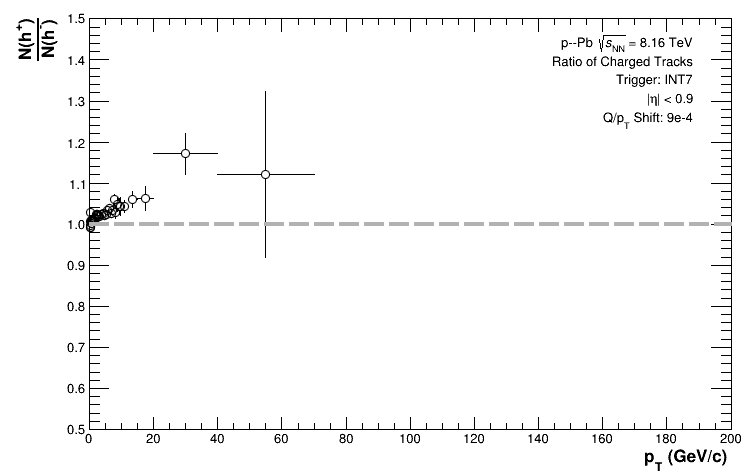 N(h⁺)
N(h⁻)
1.5
1.4
1.3
1.2
1.1
1.0
0.9
0.8
0.7
0.6
0.5
p--Pb √s_NN = 8.16 TeV
Ratio of Charged Tracks
Trigger: INT7
|η| < 0.9
Q/p_T Shift: 9e-4
0 20 40 60 80 100 120 140 160 180 200
p_T (GeV/c)